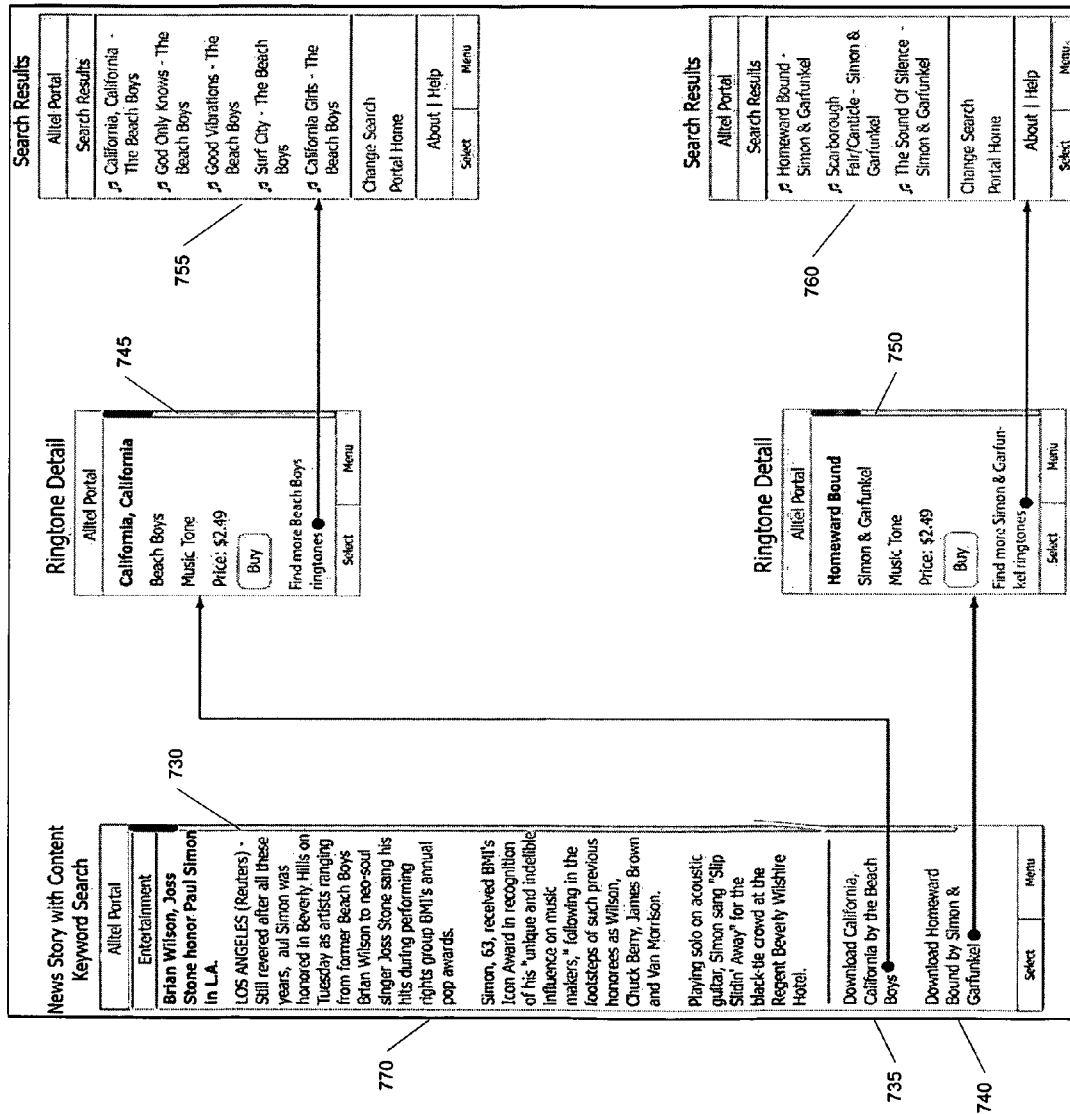 News Story with Content
Keyword Search
Alltel Portal
Entertainment
Brian Wilson, Joss
Stone honor Paul Simon
in L.A.
LOS ANGELES (Reuters) -
Still revered after all these
years, aul Simon was
honored in Beverly Hills on
Tuesday as artists ranging
from former Beach Boys
Brian Wilson to neo-soul
singer Joss Stone sang his
hits during performing
rights group BMI's annual
pop awards.
Simon, 63, received BMI's
Icon Award in recognition
of his "unique and indelible
influence on music
makers," following in the
footsteps of such previous
honorees as Wilson,
Chuck Berry, James Brown
and Van Morrison.
Playing solo on acoustic
guitar, Simon sang "Slip
Slidin' Away" for the
black-tie crowd at the
Regent Beverly Wilshire
Hotel.
Download California,
California by the Beach
Boys
Download Homeward
Bound by Simon &
Garfunkel
Select
Menu
730
770
735
740
Ringtone Detail
Alltel Portal
California, California
Beach Boys
Music Tone
Price: $2.49
Buy
Find more Beach Boys
ringtones
Select
Menu
745
Ringtone Detail
Alltel Portal
Homeward Bound
Simon & Garfunkel
Music Tone
Price: $2.49
Buy
Find more Simon & Garfun-
kel ringtones
Select
Menu
750
Search Results
Alltel Portal
Search Results
California, California -
The Beach Boys
God Only Knows - The
Beach Boys
Good Vibrations - The
Beach Boys
Surf City - The Beach
Boys
California Girls - The
Beach Boys
Change Search
Portal Home
About | Help
Select
Menu
755
Search Results
Alltel Portal
Search Results
Homeward Bound -
Simon & Garfunkel
Scarborough
Fair/Canticle - Simon &
Garfunkel
The Sound Of Silence -
Simon & Garfunkel
Change Search
Portal Home
About | Help
Select
Menu
760